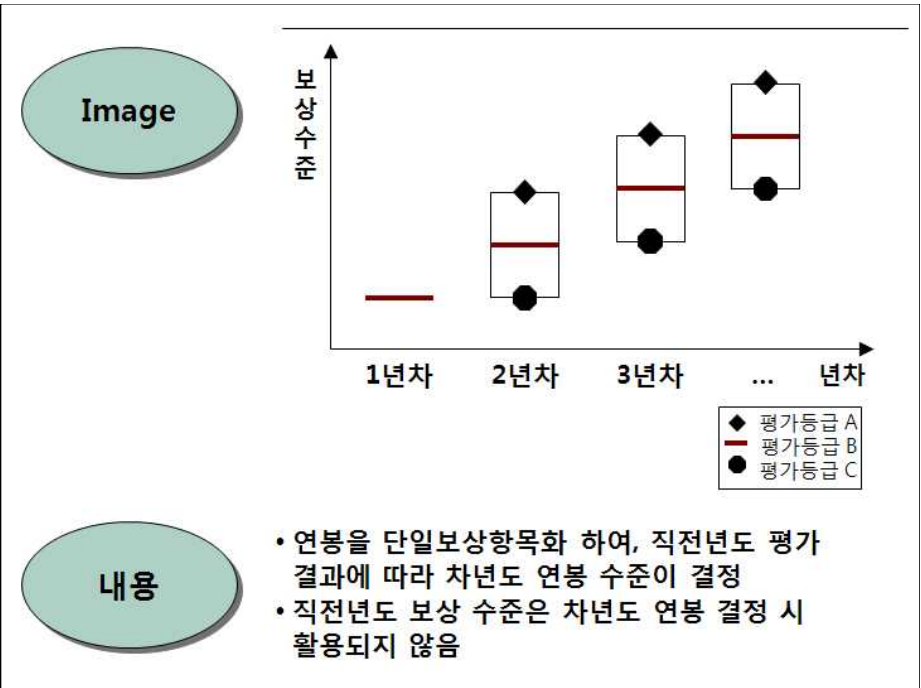 Image
보상수준
1년차 2년차 3년차 ... 년차
평가등급 A
평가등급 B
평가등급 C
내용
• 연봉을 단일보상항목화 하여, 직전년도 평가
결과에 따라 차년도 연봉 수준이 결정
• 직전년도 보상 수준은 차년도 연봉 결정 시
활용되지 않음